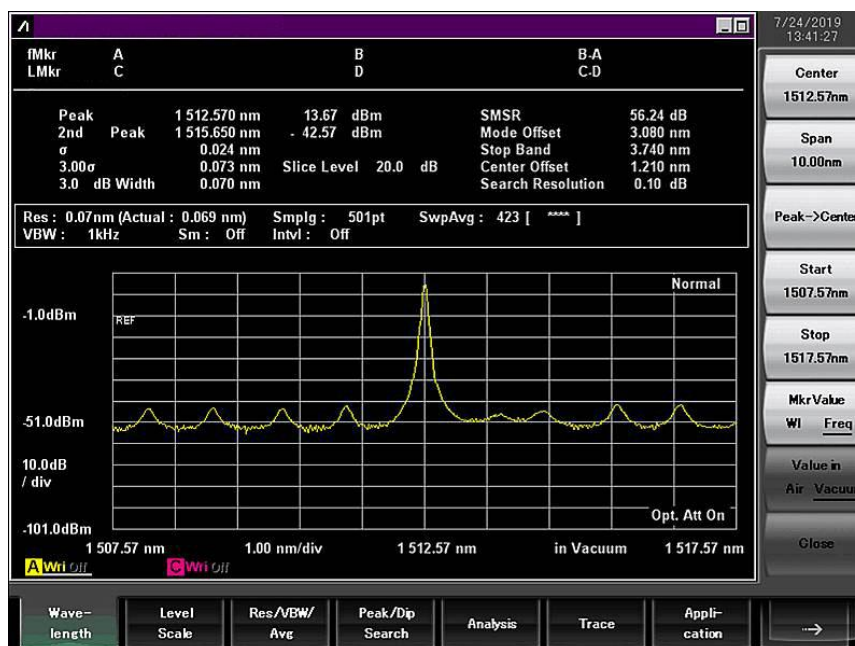 7/24/2019
13:41:27
fMkr A B B-A
LMkr C D C-D
Peak 1 512.570 nm 13.67 dBm SMSR 56.24 dB
2nd Peak 1 515.650 nm - 42.57 dBm Mode Offset 3.080 nm
σ 0.024 nm Stop Band 3.740 nm
3.00σ 0.073 nm Slice Level 20.0 dB Center Offset 1.210 nm
3.0 dB Width 0.070 nm Search Resolution 0.10 dB
Res : 0.07nm (Actual : 0.069 nm) Smplg : 501pt SwpAvg : 423 [ **** ]
VBW : 1kHz Sm : Off Intvl : Off
Normal
-1.0dBm
REF
-51.0dBm
10.0dB
/ div
Opt. Att On
-101.0dBm
1 507.57 nm 1.00 nm/div 1 512.57 nm in Vacuum 1 517.57 nm
A Wri Off C Wri Off
Center
1512.57nm
Span
10.00nm
Peak->Cente
Start
1507.57nm
Stop
1517.57nm
MkrValue
Wl Freq
Value in
Air Vacuu
Close
Wave-
length
Level
Scale
Res/VBW/
Avg
Peak/Dip
Search
Analysis
Trace
Appli-
cation